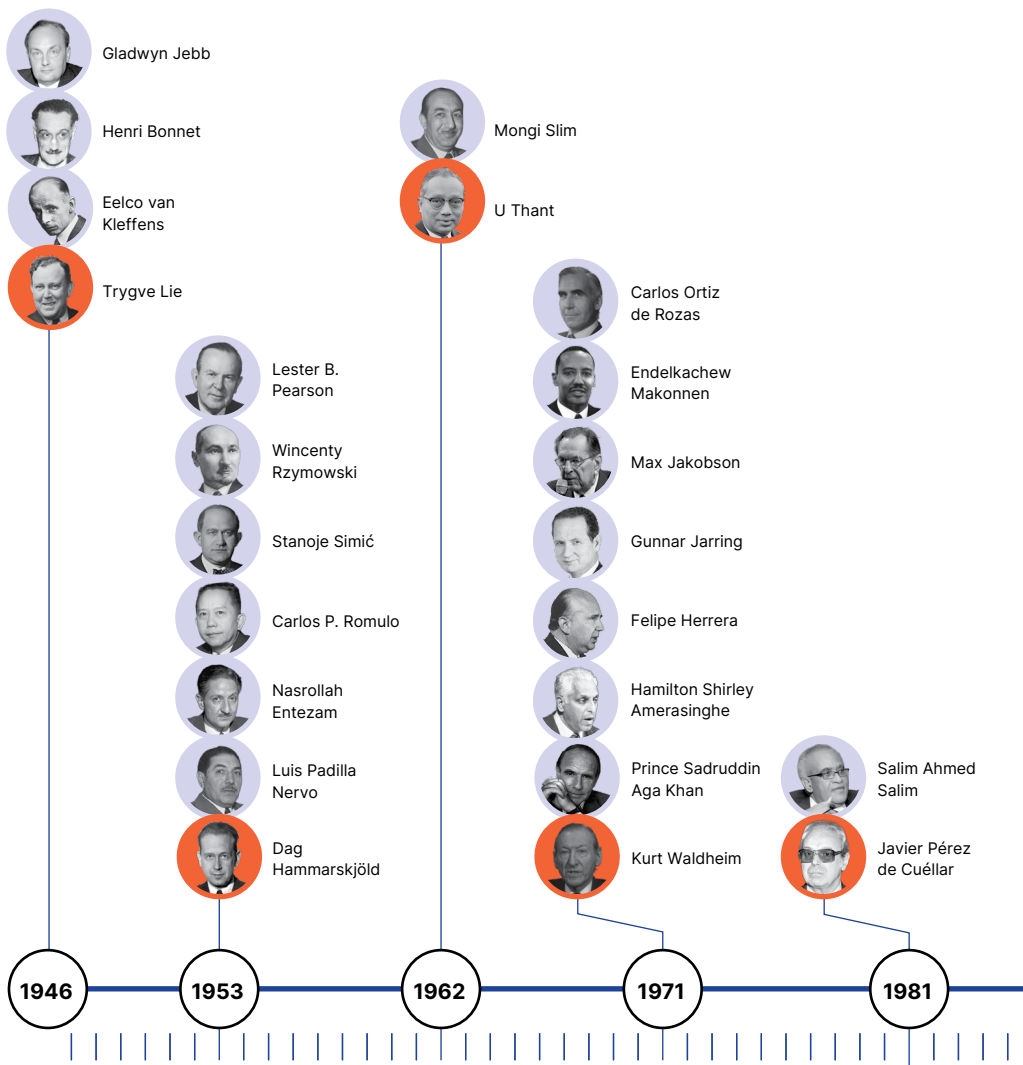 Gladwyn Jebb
Henri Bonnet
Eelco van
Kleffens
Trygve Lie
Lester B.
Pearson
Wincenty
Rzymowski
Stanoje Simić
Carlos P. Romulo
Nasrollah
Entezam
Luis Padilla
Nervo
Dag
Hammarskjöld
Mongi Slim
U Thant
Carlos Ortiz
de Rozas
Endelkachew
Makonnen
Max Jakobson
Gunnar Jarring
Felipe Herrera
Hamilton Shirley
Amerasinghe
Prince Sadruddin
Aga Khan
Kurt Waldheim
Salim Ahmed
Salim
Javier Pérez
de Cuéllar
1946
1953
1962
1971
1981